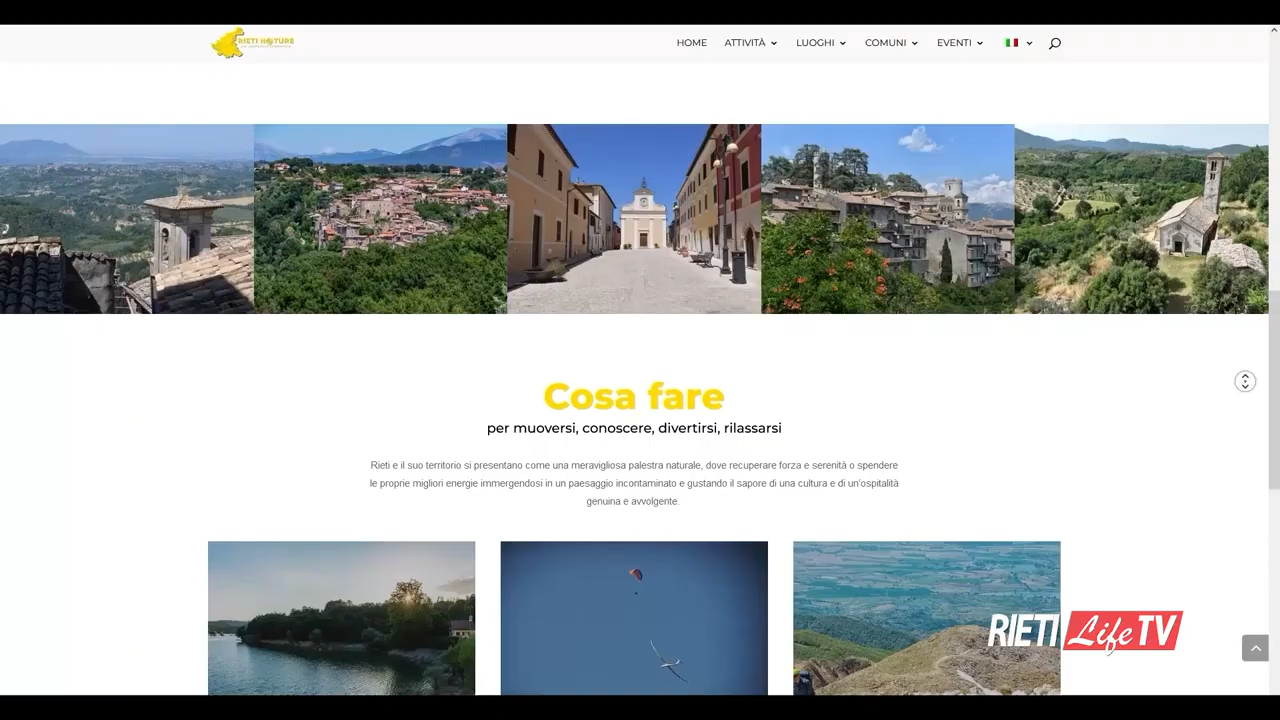 RIETI NATURE
HOME
ATTIVITÀ
LUOGHI
COMUNI
EVENTI
Cosa fare
per muoversi, conoscere, divertirsi, rilassarsi
Rieti e il suo territorio si presentano come una meravigliosa palestra naturale, dove recuperare forza e serenità o spendere
le proprie migliori energie immergendosi in un paesaggio incontaminato e gustando il sapore di una cultura e di un'ospitalità
genuina e avvolgente.
RIETI Life TV